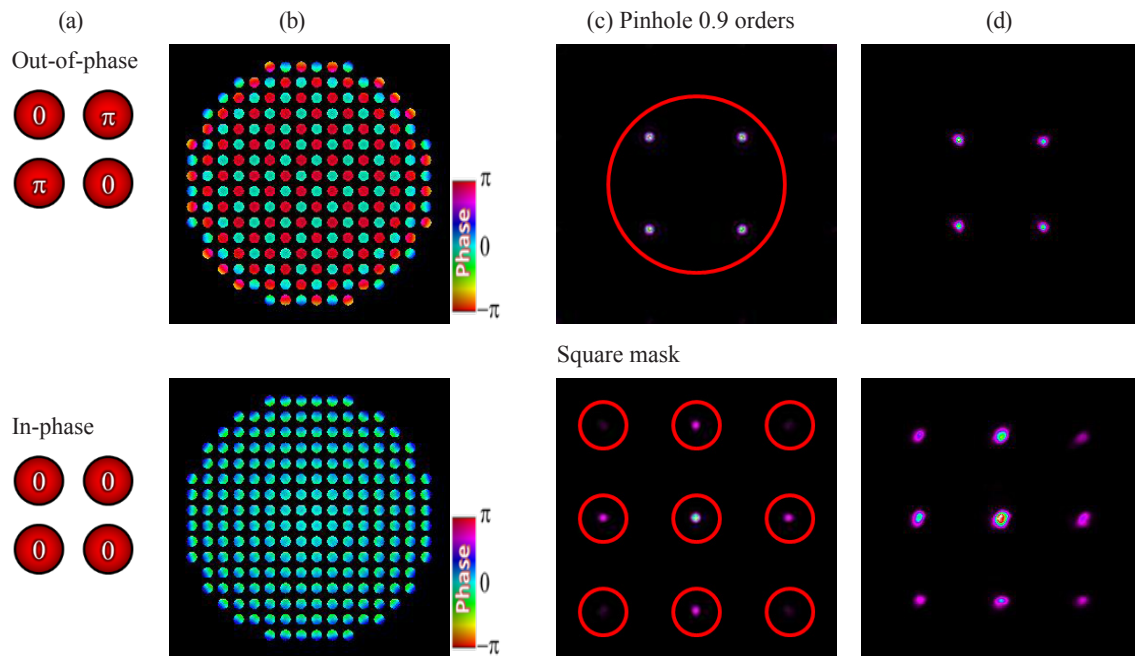 (a)
(b)
(c) Pinhole 0.9 orders
(d)
Out-of-phase
0 π
π 0
π
0
−π
Phase
Square mask
In-phase
0 0
0 0
π
0
−π
Phase